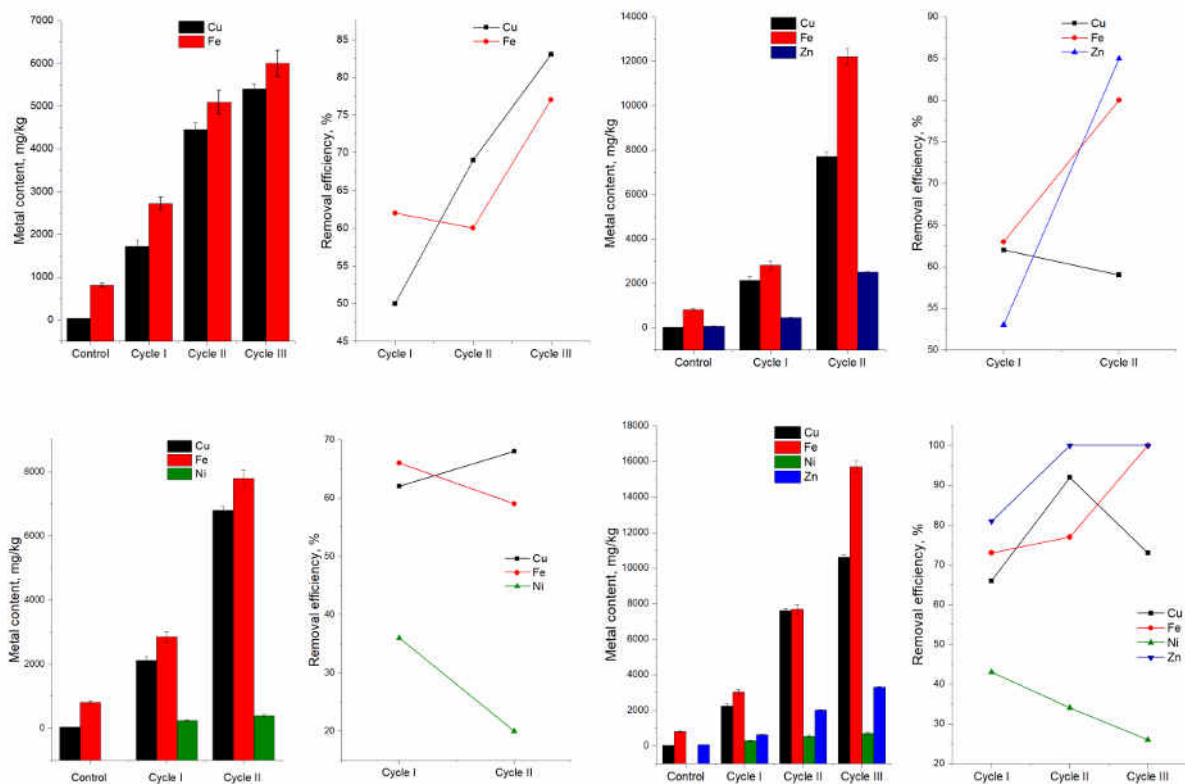 Metal content, mg/kg
7000
6000
5000
4000
3000
2000
1000
0
Cu
Fe
Control
Cycle I
Cycle II
Cycle III
Removal efficiency, %
85
80
75
70
65
60
55
50
45
Cu
Fe
Cycle I
Cycle II
Cycle III
Metal content, mg/kg
14000
12000
10000
8000
6000
4000
2000
0
Cu
Fe
Zn
Control
Cycle I
Cycle II
Removal efficiency, %
90
85
80
75
70
65
60
55
50
Cu
Fe
Zn
Cycle I
Cycle II
Metal content, mg/kg
8000
6000
4000
2000
0
Cu
Fe
Ni
Control
Cycle I
Cycle II
Removal efficiency, %
70
60
50
40
30
20
Cu
Fe
Ni
Cycle I
Cycle II
Metal content, mg/kg
18000
16000
14000
12000
10000
8000
6000
4000
2000
0
Cu
Fe
Ni
Zn
Control
Cycle I
Cycle II
Cycle III
Removal efficiency, %
100
90
80
70
60
50
40
30
20
Cu
Fe
Ni
Zn
Cycle I
Cycle II
Cycle III